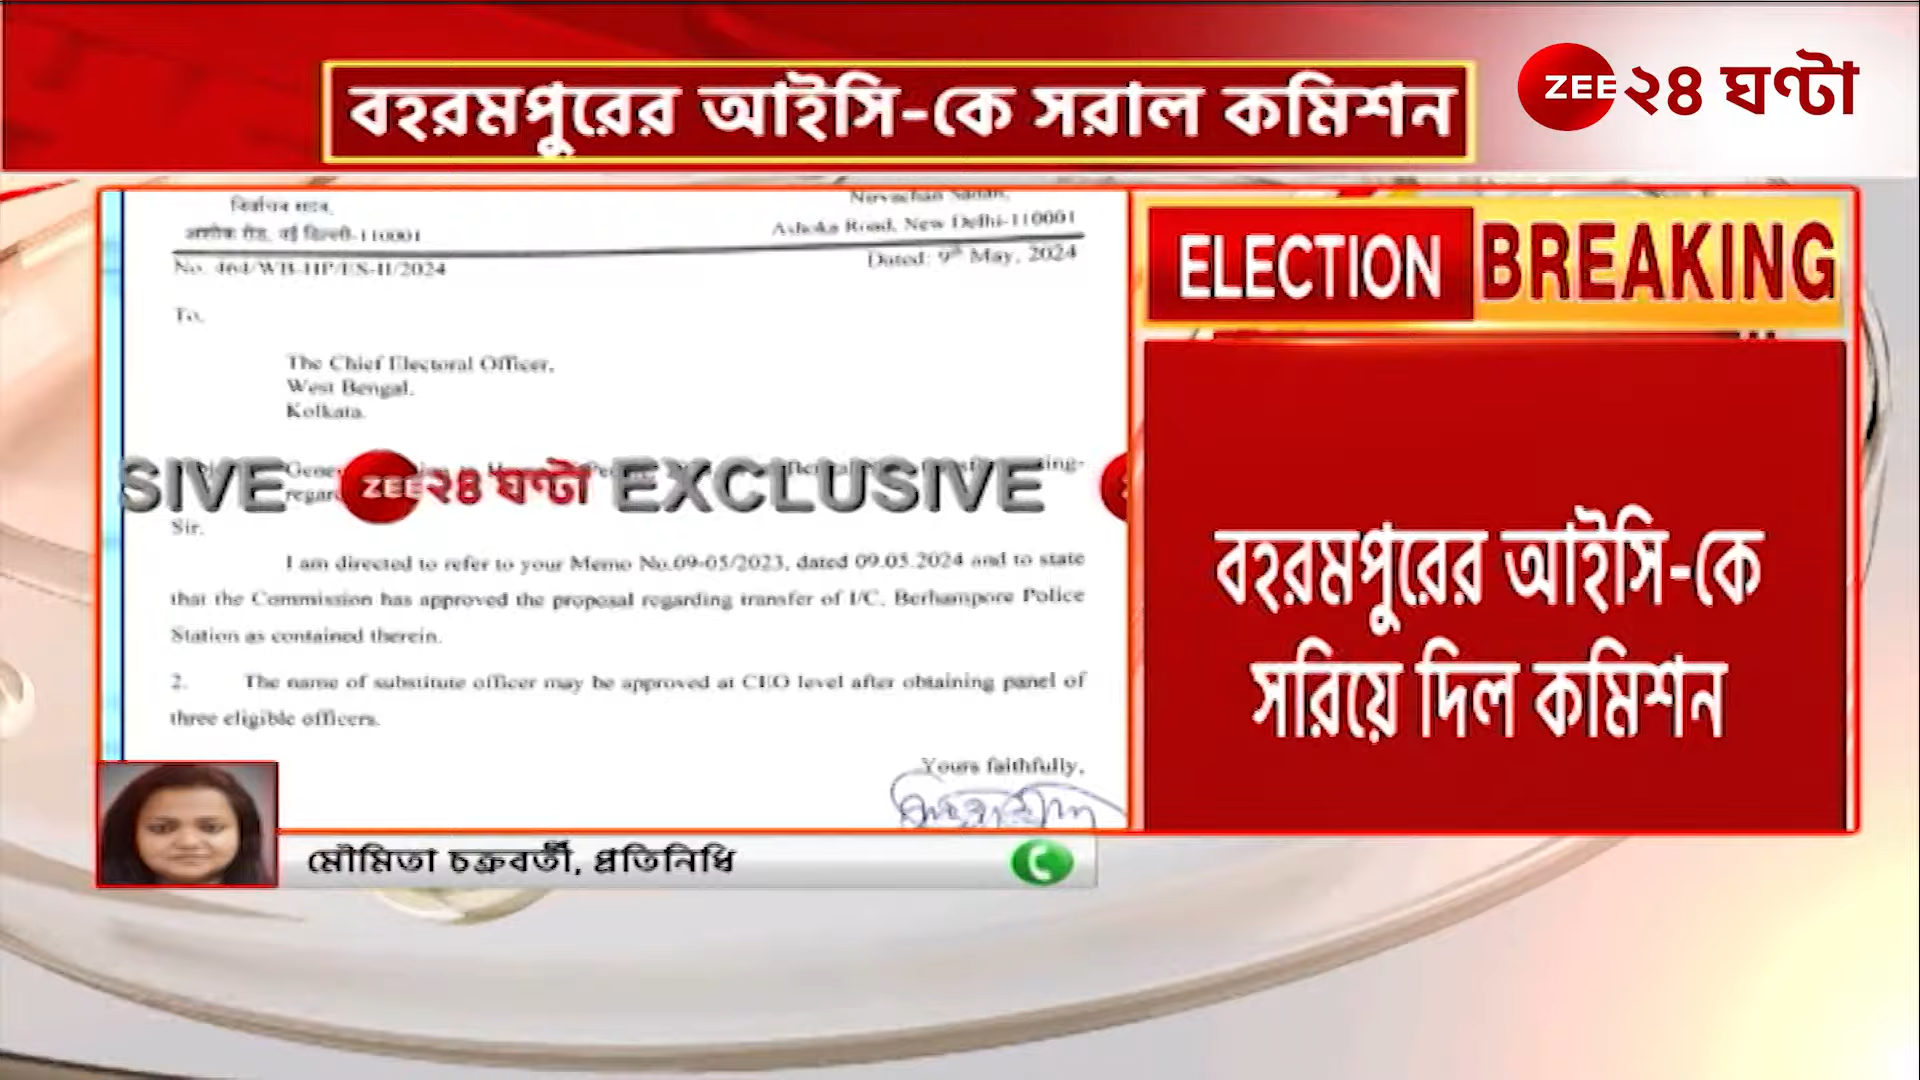 বহরমপুরের আইসি-কে সরাল কমিশন
ZEE ২৪ ঘণ্টা
निर्वाचन सदन,
अशोक रोड, नई दिल्ली-110001
Nirvachan Sadan,
Ashoka Road, New Delhi-110001
No. 464/WB-HP/ES-II/2024
Dated: 9th May, 2024
To,
The Chief Electoral Officer,
West Bengal,
Kolkata.
SIVE ZEE ২৪ ঘণ্টা EXCLUSIVE
Sir,
I am directed to refer to your Memo No.09-05/2023, dated 09.05.2024 and to state
that the Commission has approved the proposal regarding transfer of I/C, Berhampore Police
Station as contained therein.
2. The name of substitute officer may be approved at CEO level after obtaining panel of
three eligible officers.
Yours faithfully,
ELECTION BREAKING
বহরমপুরের আইসি-কে
সরিয়ে দিল কমিশন
মৌমিতা চক্রবর্তী, প্রতিনিধি